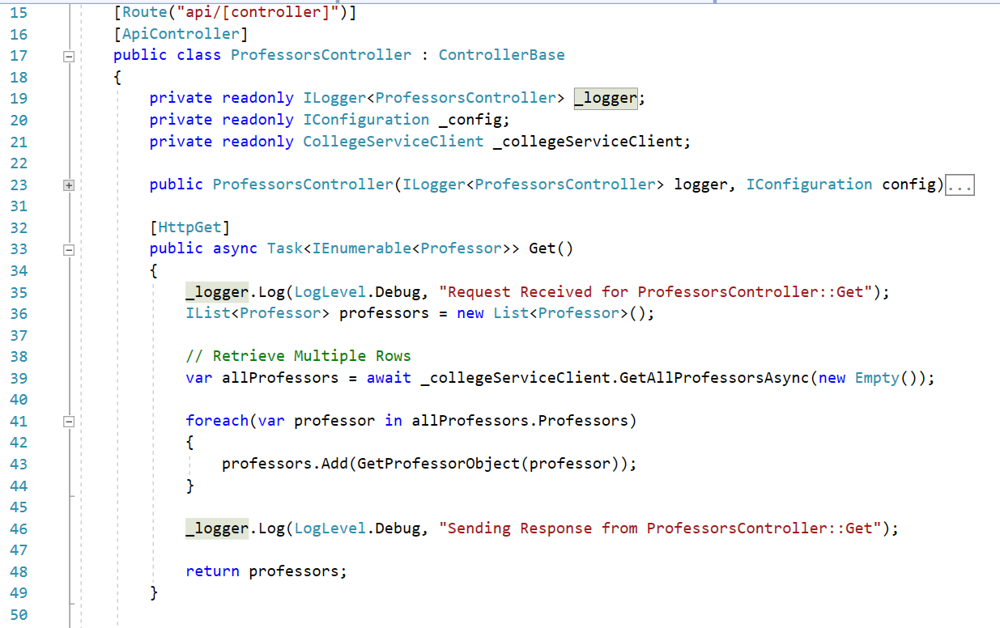 15 [Route("api/[controller]")]
16 [ApiController]
17 public class ProfessorsController : ControllerBase
18 {
19 private readonly ILogger<ProfessorsController> _logger;
20 private readonly IConfiguration _config;
21 private readonly CollegeServiceClient _collegeServiceClient;
22
23 public ProfessorsController(ILogger<ProfessorsController> logger, IConfiguration config)...
31
32 [HttpGet]
33 public async Task<IEnumerable<Professor>> Get()
34 {
35 _logger.Log(LogLevel.Debug, "Request Received for ProfessorsController::Get");
36 IList<Professor> professors = new List<Professor>();
37
38 // Retrieve Multiple Rows
39 var allProfessors = await _collegeServiceClient.GetAllProfessorsAsync(new Empty());
40
41 foreach(var professor in allProfessors.Professors)
42 {
43 professors.Add(GetProfessorObject(professor));
44 }
45
46 _logger.Log(LogLevel.Debug, "Sending Response from ProfessorsController::Get");
47
48 return professors;
49 }
50